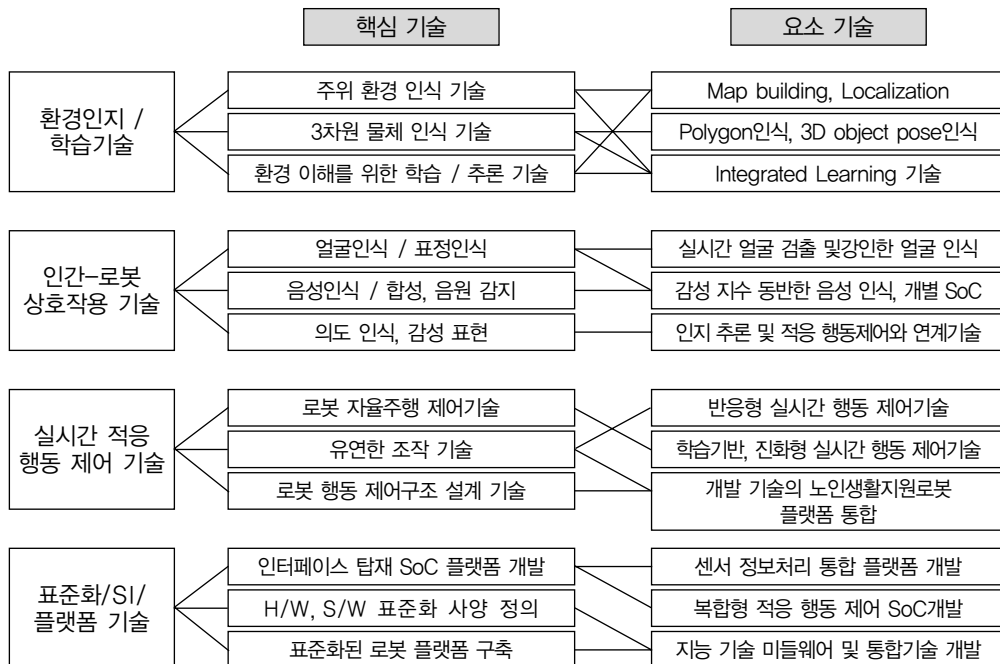 핵심 기술
요소 기술
환경인지 /
학습기술
주위 환경 인식 기술
3차원 물체 인식 기술
환경 이해를 위한 학습 / 추론 기술
Map building, Localization
Polygon인식, 3D object pose인식
Integrated Learning 기술
인간-로봇
상호작용 기술
얼굴인식 / 표정인식
음성인식 / 합성, 음원 감지
의도 인식, 감성 표현
실시간 얼굴 검출 및강인한 얼굴 인식
감성 지수 동반한 음성 인식, 개별 SoC
인지 추론 및 적응 행동제어와 연계기술
실시간 적응
행동 제어 기술
로봇 자율주행 제어기술
유연한 조작 기술
로봇 행동 제어구조 설계 기술
반응형 실시간 행동 제어기술
학습기반, 진화형 실시간 행동 제어기술
개발 기술의 노인생활지원로봇
플랫폼 통합
표준화/SI/
플랫폼 기술
인터페이스 탑재 SoC 플랫폼 개발
H/W, S/W 표준화 사양 정의
표준화된 로봇 플랫폼 구축
센서 정보처리 통합 플랫폼 개발
복합형 적응 행동 제어 SoC개발
지능 기술 미들웨어 및 통합기술 개발